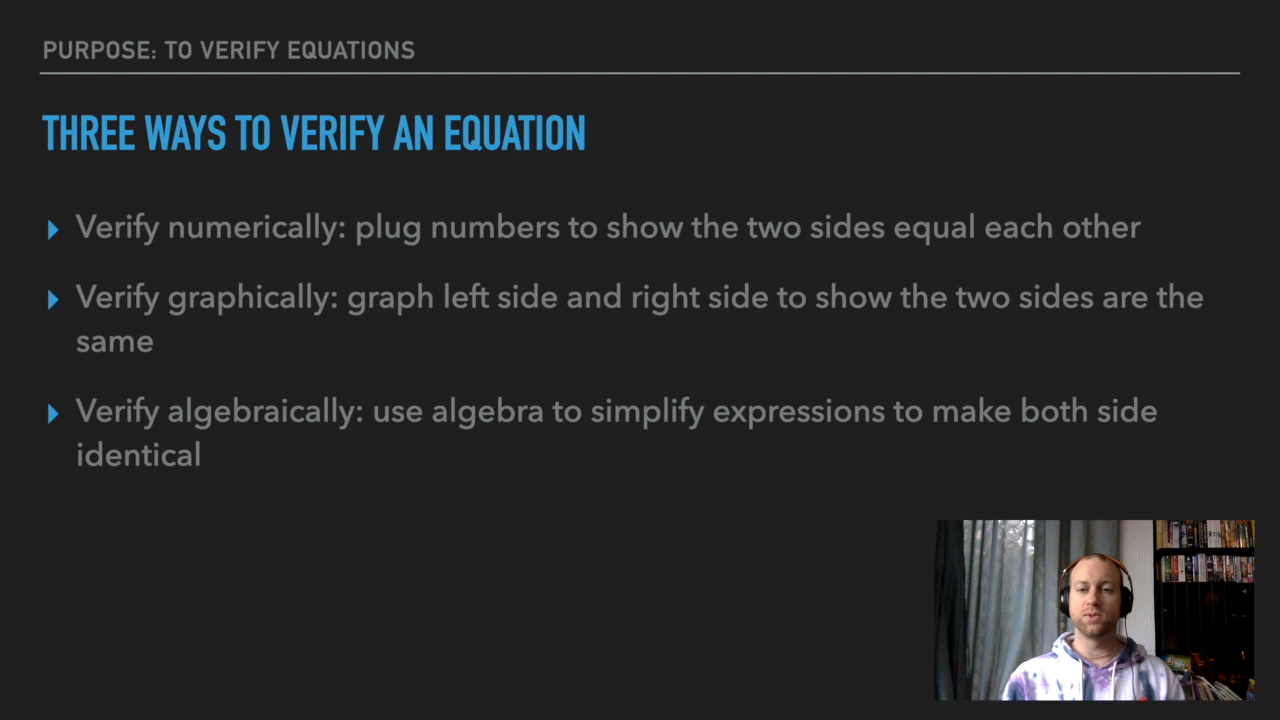 PURPOSE: TO VERIFY EQUATIONS
THREE WAYS TO VERIFY AN EQUATION
Verify numerically: plug numbers to show the two sides equal each other
Verify graphically: graph left side and right side to show the two sides are the
same
Verify algebraically: use algebra to simplify expressions to make both side
identical